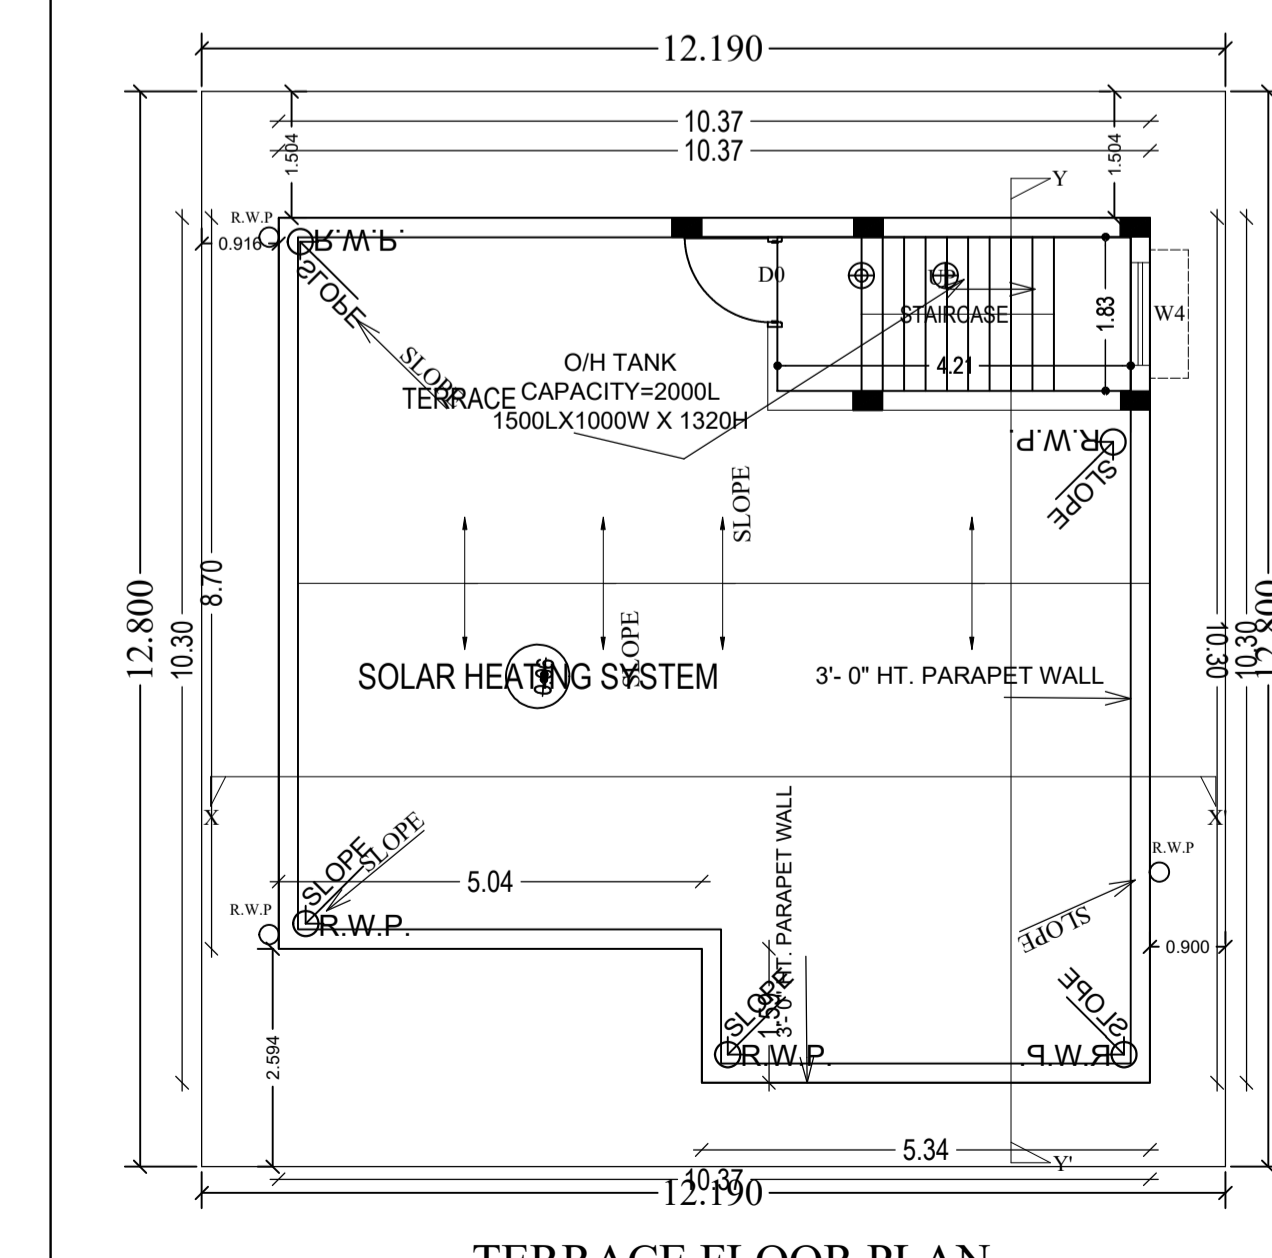 12.190
10.37
10.37
1.504
1.504
Y
R.W.P
0.916
R.W.P.
SLOPE
SLOPE
TERRACE
O/H TANK
CAPACITY=2000L
1500LX1000W X 1320H
D0
UP
STAIRCASE
4.21
1.83
W4
R.W.P.
SLOPE
SLOPE
SLOPE
12.800
10.30
8.70
10.30
10.30
12.800
SOLAR HEATING SYSTEM
3'- 0" HT. PARAPET WALL
X
X'
SLOPE
SLOPE
5.04
R.W.P
R.W.P.
3'- 0" HT. PARAPET WALL
R.W.P
SLOPE
0.900
SLOPE
SLOPE
R.W.P.
R.W.P.
2.594
5.34
Y'
10.37
12.190
TERRACE FLOOR PLAN